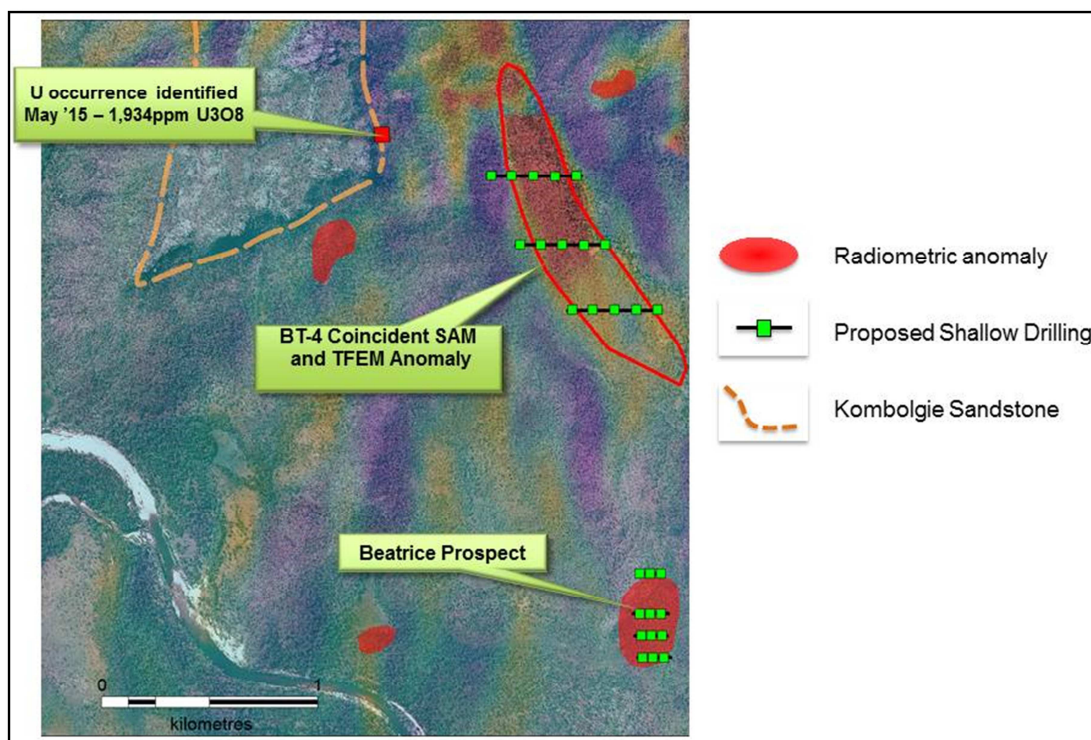 U occurrence identified
May ’15 – 1,934ppm U3O8
BT-4 Coincident SAM
and TFEM Anomaly
Beatrice Prospect
0
1
kilometres
Radiometric anomaly
Proposed Shallow Drilling
Kombolgie Sandstone